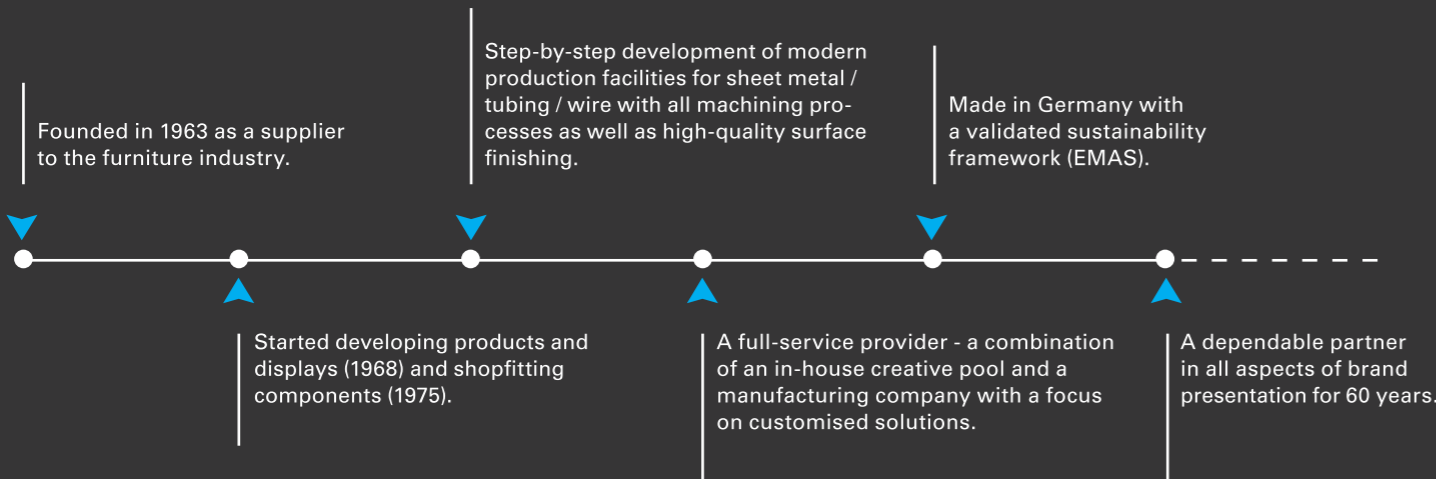 Founded in 1963 as a supplier
to the furniture industry.
Started developing products and
displays (1968) and shopfitting
components (1975).
Step-by-step development of modern
production facilities for sheet metal /
tubing / wire with all machining pro-
cesses as well as high-quality surface
finishing.
A full-service provider - a combination
of an in-house creative pool and a
manufacturing company with a focus
on customised solutions.
Made in Germany with
a validated sustainability
framework (EMAS).
A dependable partner
in all aspects of brand
presentation for 60 years.